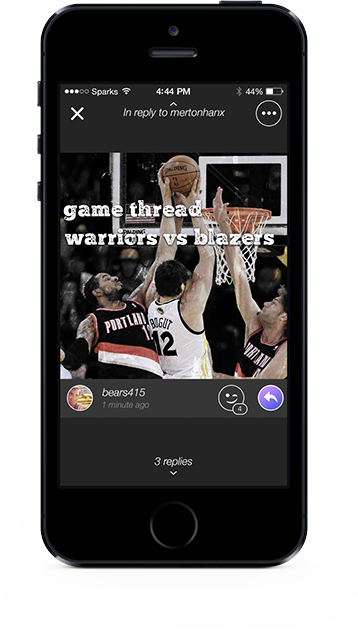 Sparks 4:44 PM 44%
In reply to mertonhanx
SPALDING
game thread
warriors vs blazers
PORTLAND
BOGUT
12
PORTLAND
bears415
1 minute ago
4
3 replies